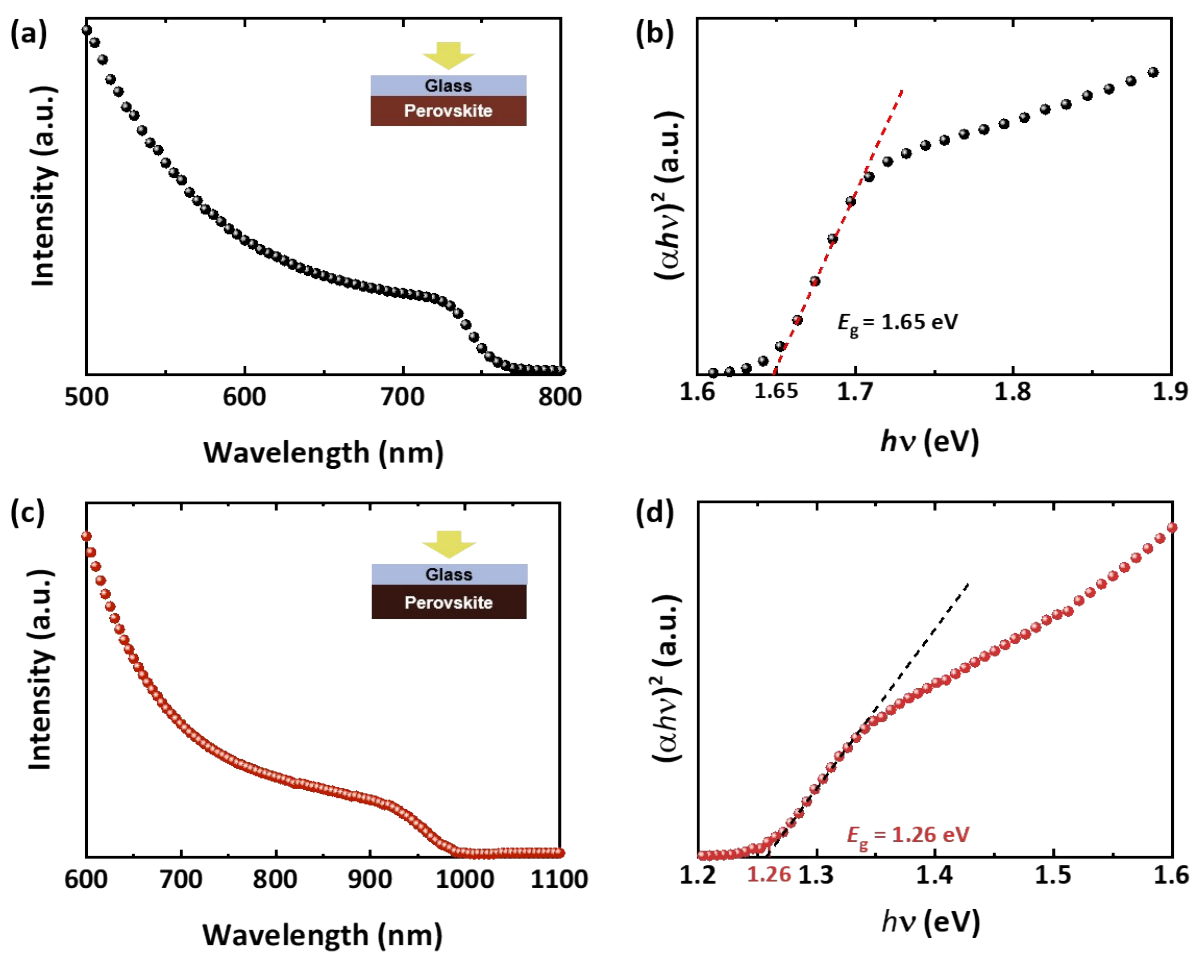 (a)
Intensity (a.u.)
Glass
Perovskite
500 600 700 800
Wavelength (nm)
(b)
(αhν)² (a.u.)
E_g = 1.65 eV
1.6 1.65 1.7 1.8 1.9
hν (eV)
(c)
Intensity (a.u.)
Glass
Perovskite
600 700 800 900 1000 1100
Wavelength (nm)
(d)
(αhν)² (a.u.)
E_g = 1.26 eV
1.2 1.26 1.3 1.4 1.5 1.6
hν (eV)